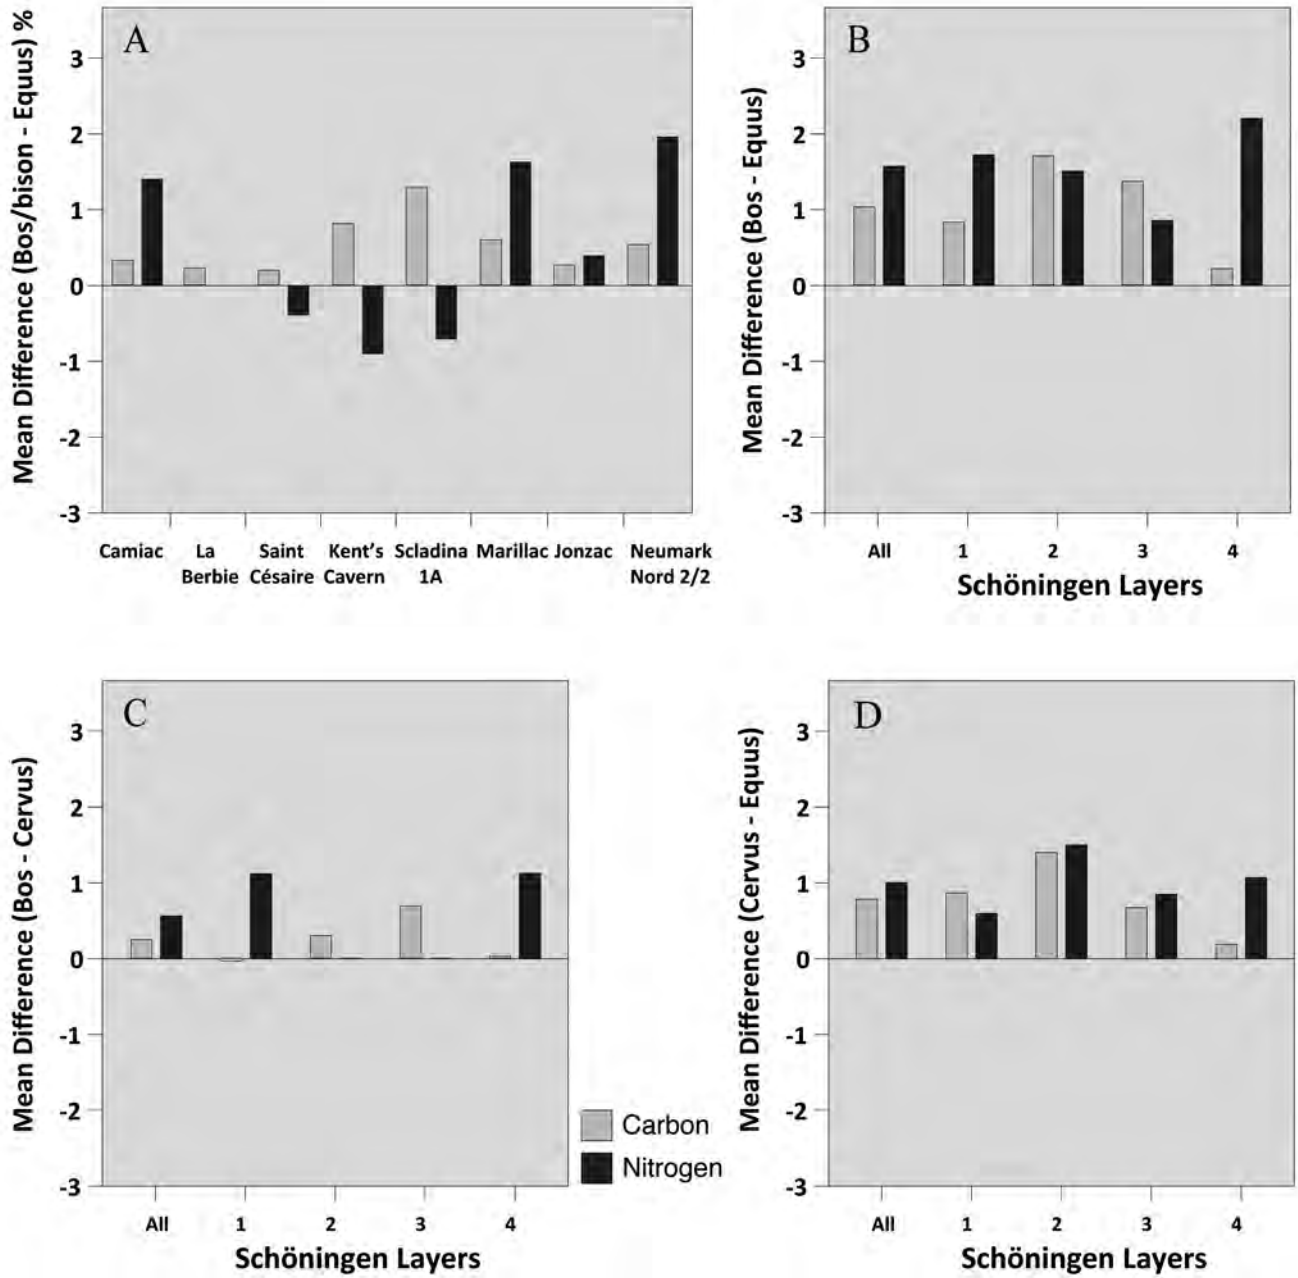 A
Mean Difference (Bos/bison - Equus) %
3
2
1
0
-1
-2
-3
Camiac La Berbie Saint Césaire Kent's Cavern Scladina 1A Marillac Jonzac Neumark Nord 2/2
B
Mean Difference (Bos - Equus)
3
2
1
0
-1
-2
-3
All 1 2 3 4
Schöningen Layers
C
Mean Difference (Bos - Cervus)
3
2
1
0
-1
-2
-3
All 1 2 3 4
Schöningen Layers
Carbon
Nitrogen
D
Mean Difference (Cervus - Equus)
3
2
1
0
-1
-2
-3
All 1 2 3 4
Schöningen Layers